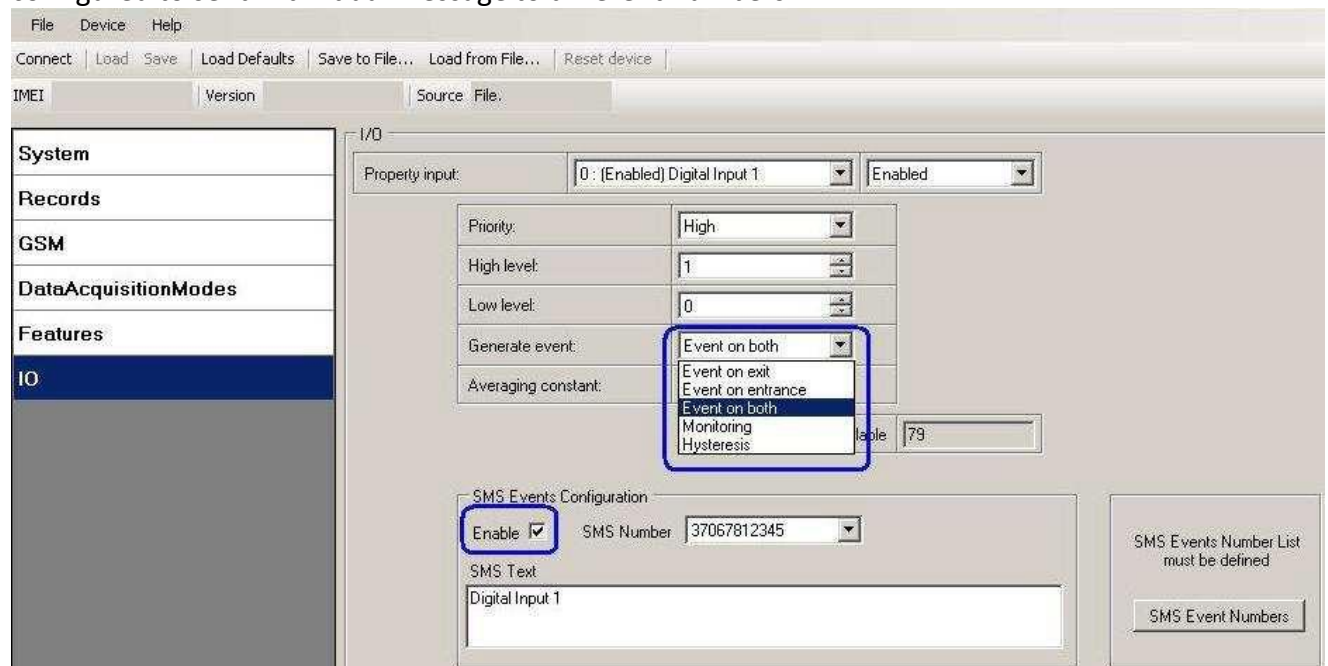 File Device Help
Connect Load Save Load Defaults Save to File... Load from File... Reset device
IMEI Version Source File.
System
Records
GSM
DataAcquisitionModes
Features
IO
I/O
Property input: 0 : (Enabled) Digital Input 1 Enabled
Priority: High
High level: 1
Low level: 0
Generate event: Event on both
Averaging constant:
Event on exit
Event on entrance
Event on both
Monitoring
Hysteresis
79
SMS Events Configuration
Enable SMS Number 37067812345
SMS Text
Digital Input 1
SMS Events Number List
must be defined
SMS Event Numbers